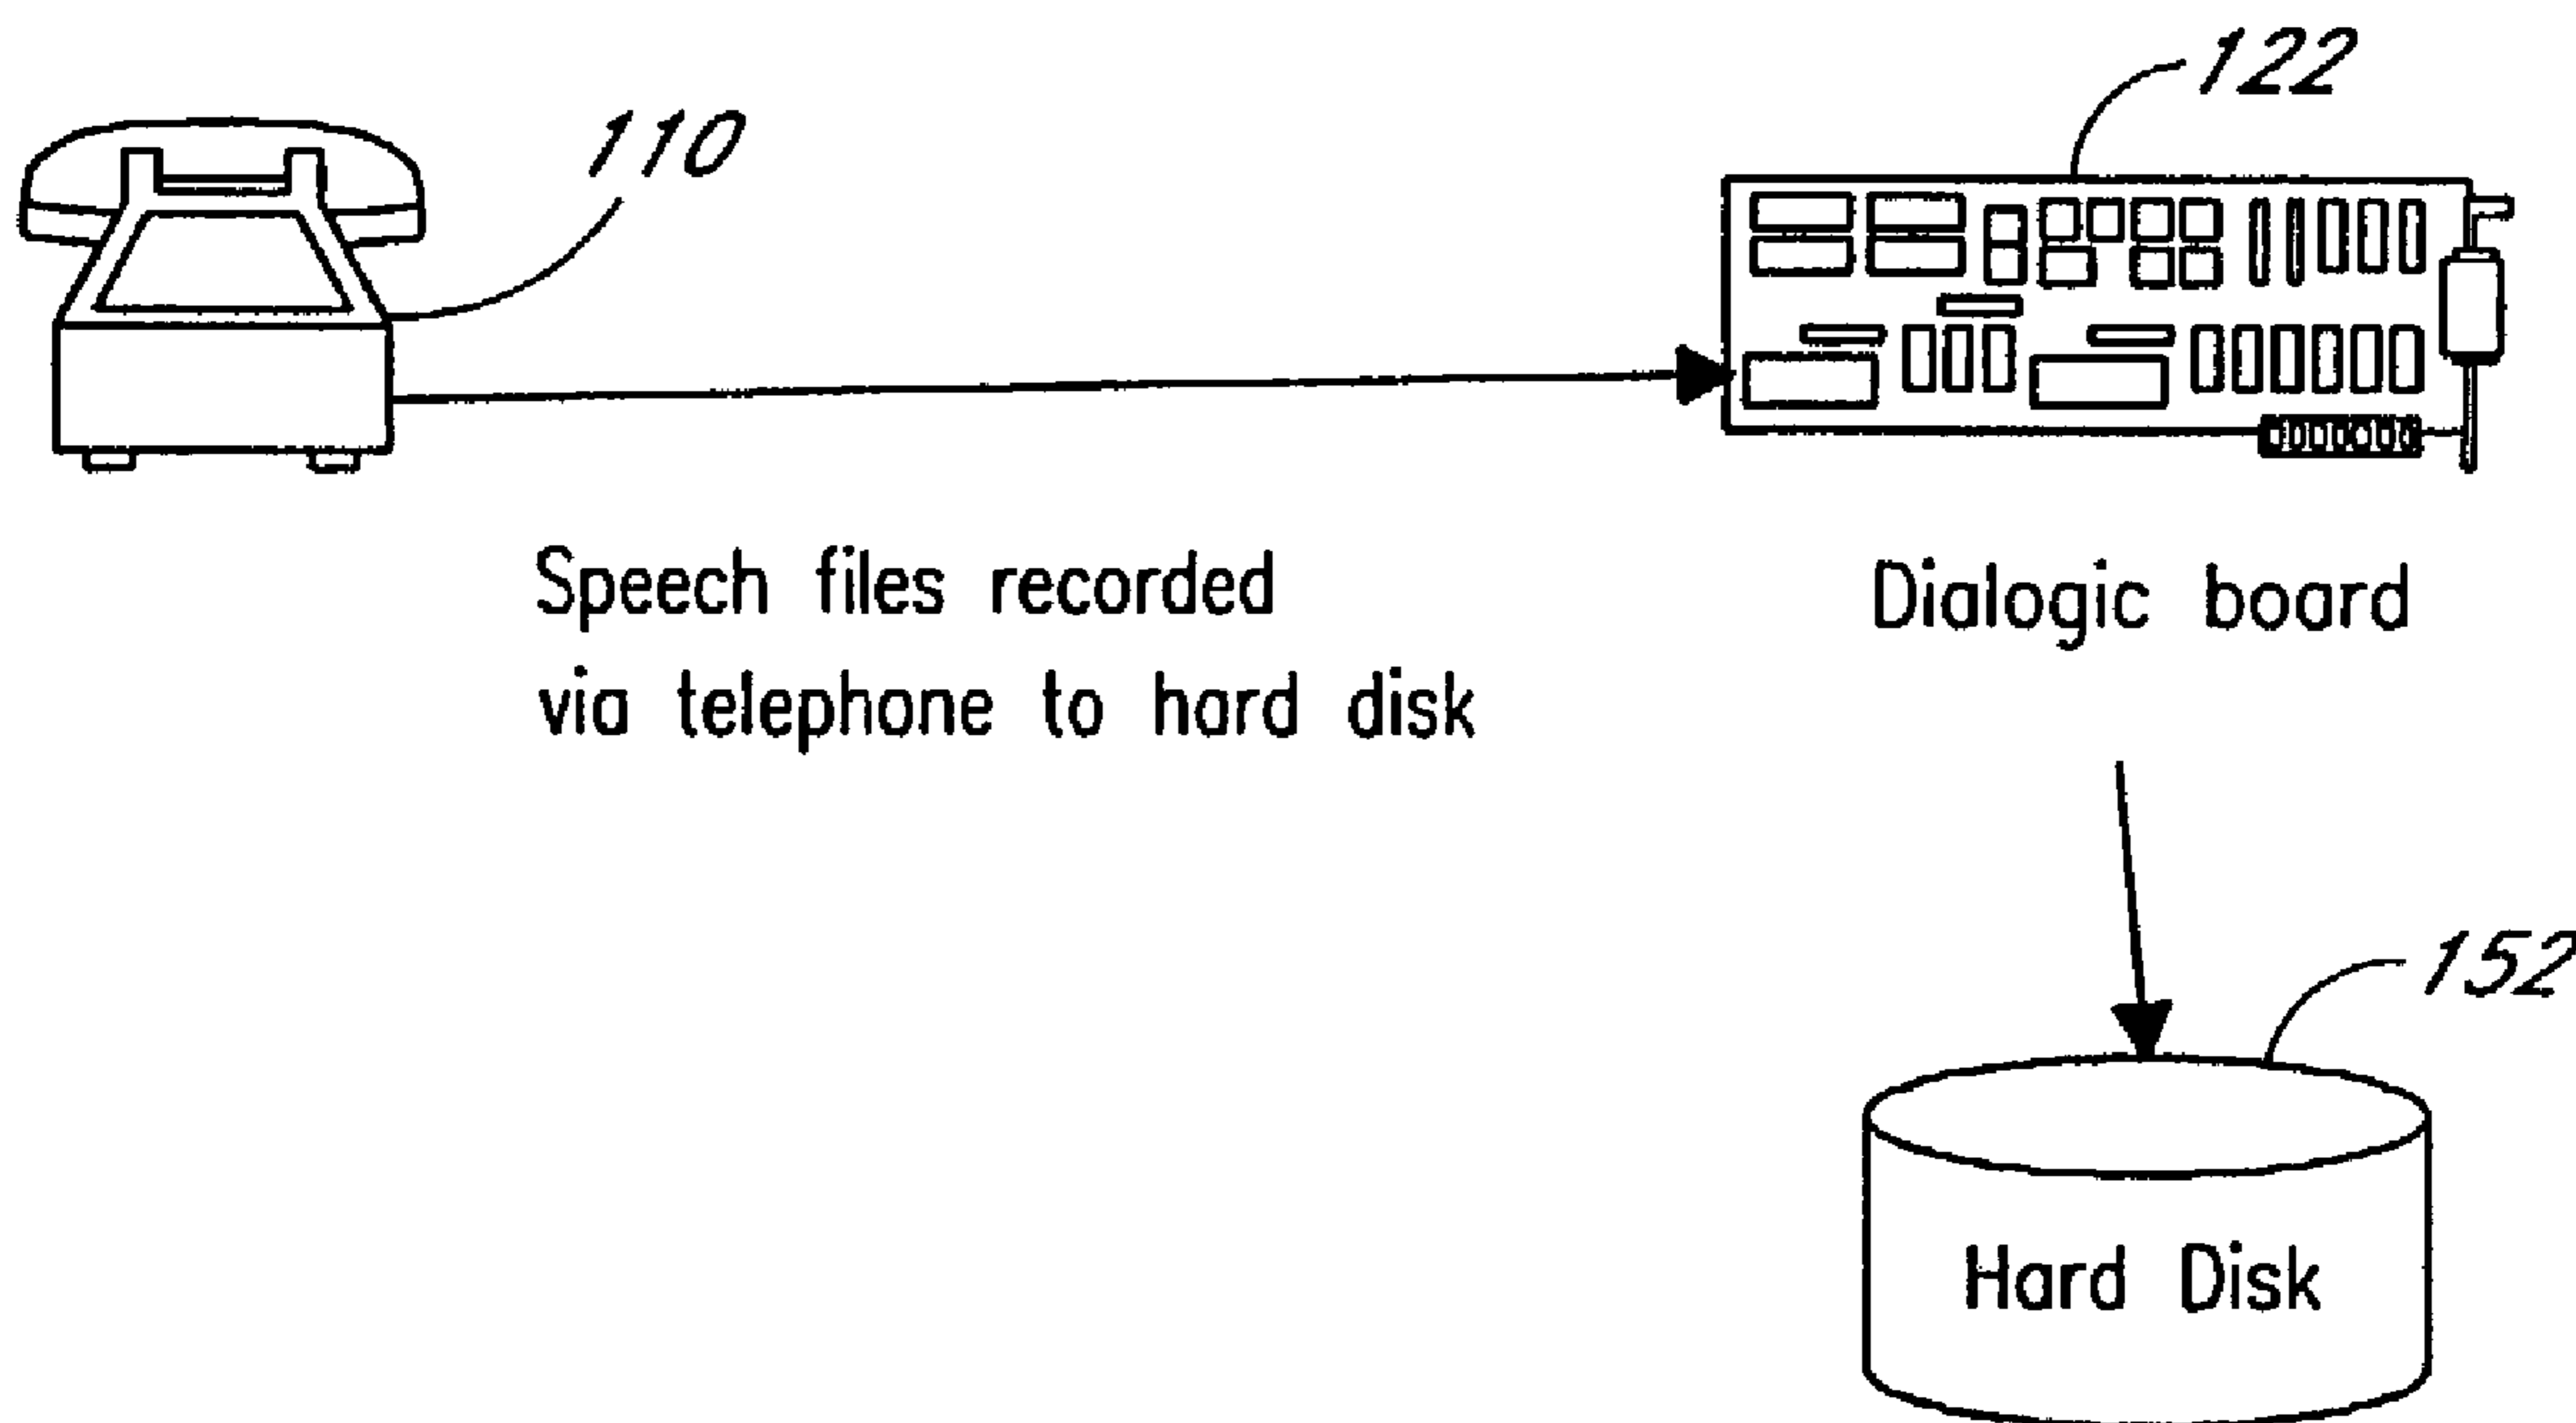 122
110
Speech files recorded
via telephone to hard disk
Dialogic board
152
Hard Disk